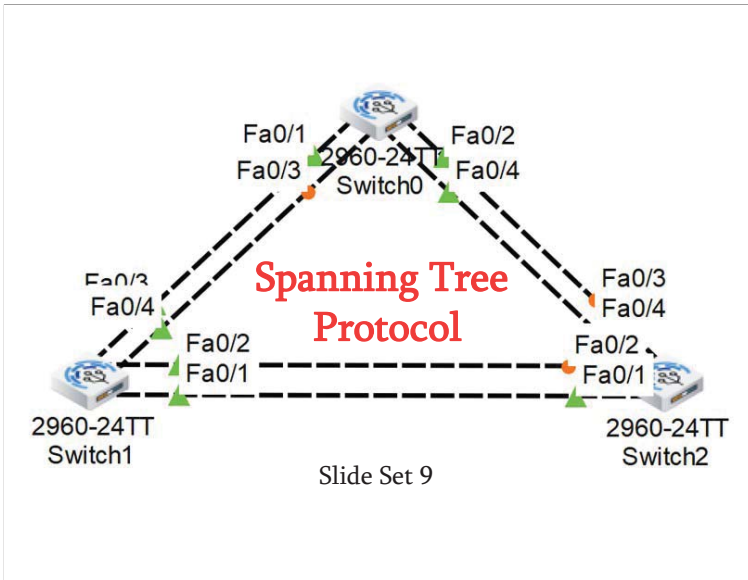 Fa0/1
Fa0/2
2960-24TT
Fa0/3
Fa0/4
Switch0
Spanning Tree
Protocol
Fa0/3
Fa0/3
Fa0/4
Fa0/4
Fa0/2
Fa0/2
Fa0/1
Fa0/1
2960-24TT
2960-24TT
Switch1
Switch2
Slide Set 9